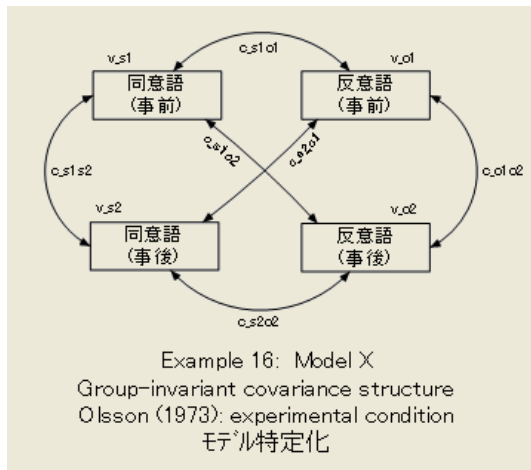 c_s1o1
v_s1
v_o1
同意語
(事前)
反意語
(事前)
c_s1o2
c_s2o1
c_s1s2
c_o1o2
v_s2
v_o2
同意語
(事後)
反意語
(事後)
c_s2o2
Example 16: Model X
Group-invariant covariance structure
Olsson (1973): experimental condition
モデル特定化